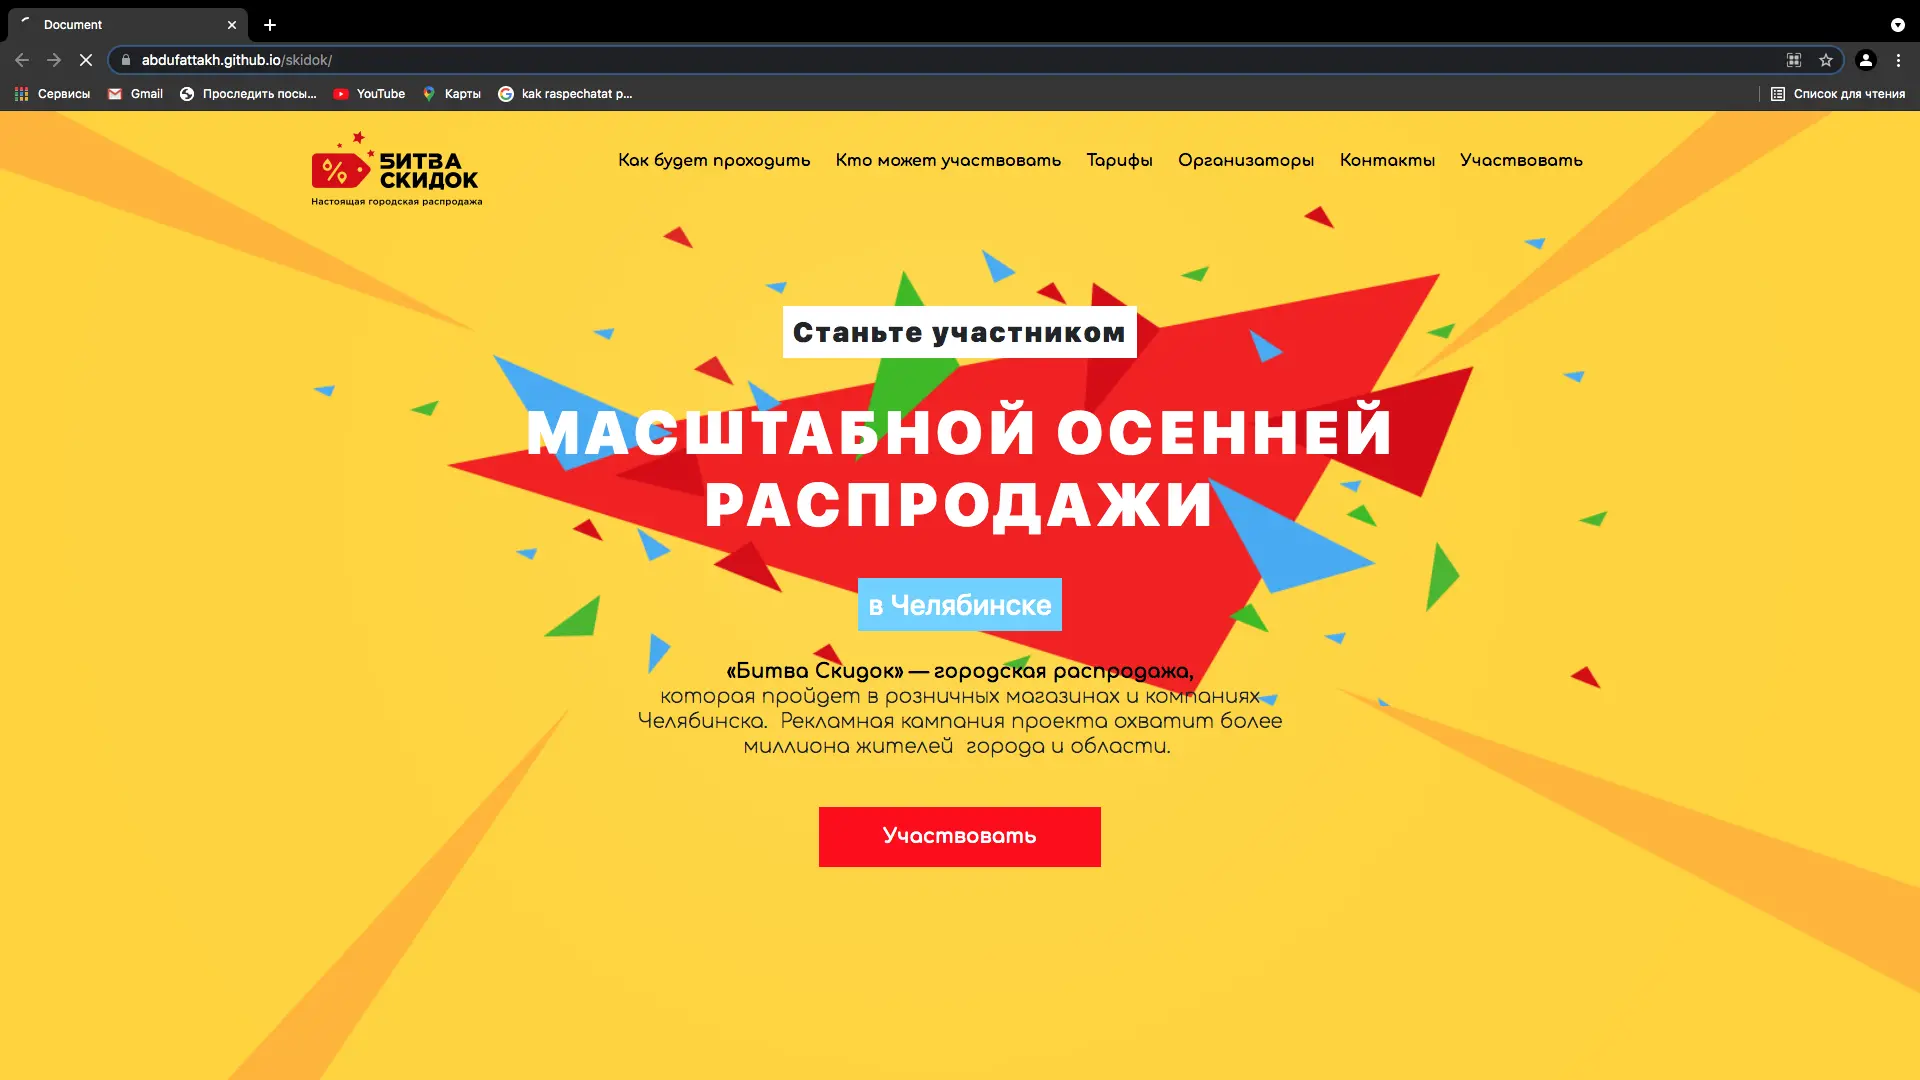 Document
abdufattakh.github.io/skidok/
Сервисы
Gmail
Проследить посы...
YouTube
Карты
kak raspechatat p...
Список для чтения
%
БИТВА
СКИДОК
Настоящая городская распродажа
Как будет проходить
Кто может участвовать
Тарифы
Организаторы
Контакты
Участвовать
Станьте участником
МАСШТАБНОЙ ОСЕННЕЙ
РАСПРОДАЖИ
в Челябинске
«Битва Скидок» — городская распродажа,
которая пройдет в розничных магазинах и компаниях
Челябинска. Рекламная кампания проекта охватит более
миллиона жителей города и области.
Участвовать